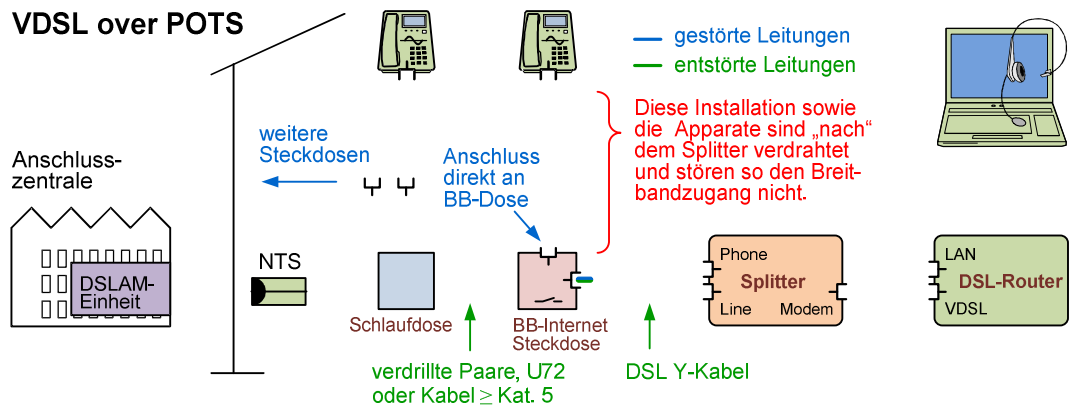 VDSL over POTS
gestörte Leitungen
entstörte Leitungen
Diese Installation sowie
die Apparate sind „nach“
dem Splitter verdrahtet
und stören so den Breit-
bandzugang nicht.
weitere
Steckdosen
Anschluss
direkt an
BB-Dose
Anschluss-
zentrale
DSLAM-
Einheit
NTS
Schlaufdose
BB-Internet
Steckdose
Phone
Splitter
Line
Modem
LAN
DSL-Router
VDSL
verdrillte Paare, U72
oder Kabel ≥ Kat. 5
DSL Y-Kabel